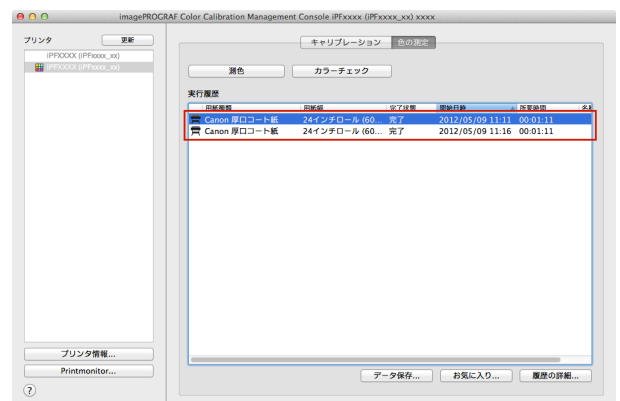 imagePROGRAF Color Calibration Management Console iPFxxxx (iPFxxxx_xx) xxxx
プリンタ 更新
iPFXXXX (iPFxxxx_xx)
iPFXXXX (iPFxxxx_xx)
キャリブレーション 色の測定
測色 カラーチェック
実行履歴
用紙種類 用紙幅 完了状態 開始日時 所要時間
Canon 厚口コート紙 24インチロール (60... 完了 2012/05/09 11:11 00:01:11
Canon 厚口コート紙 24インチロール (60... 完了 2012/05/09 11:16 00:01:11
プリンタ情報...
Printmonitor...
データ保存... お気に入り... 履歴の詳細...
?